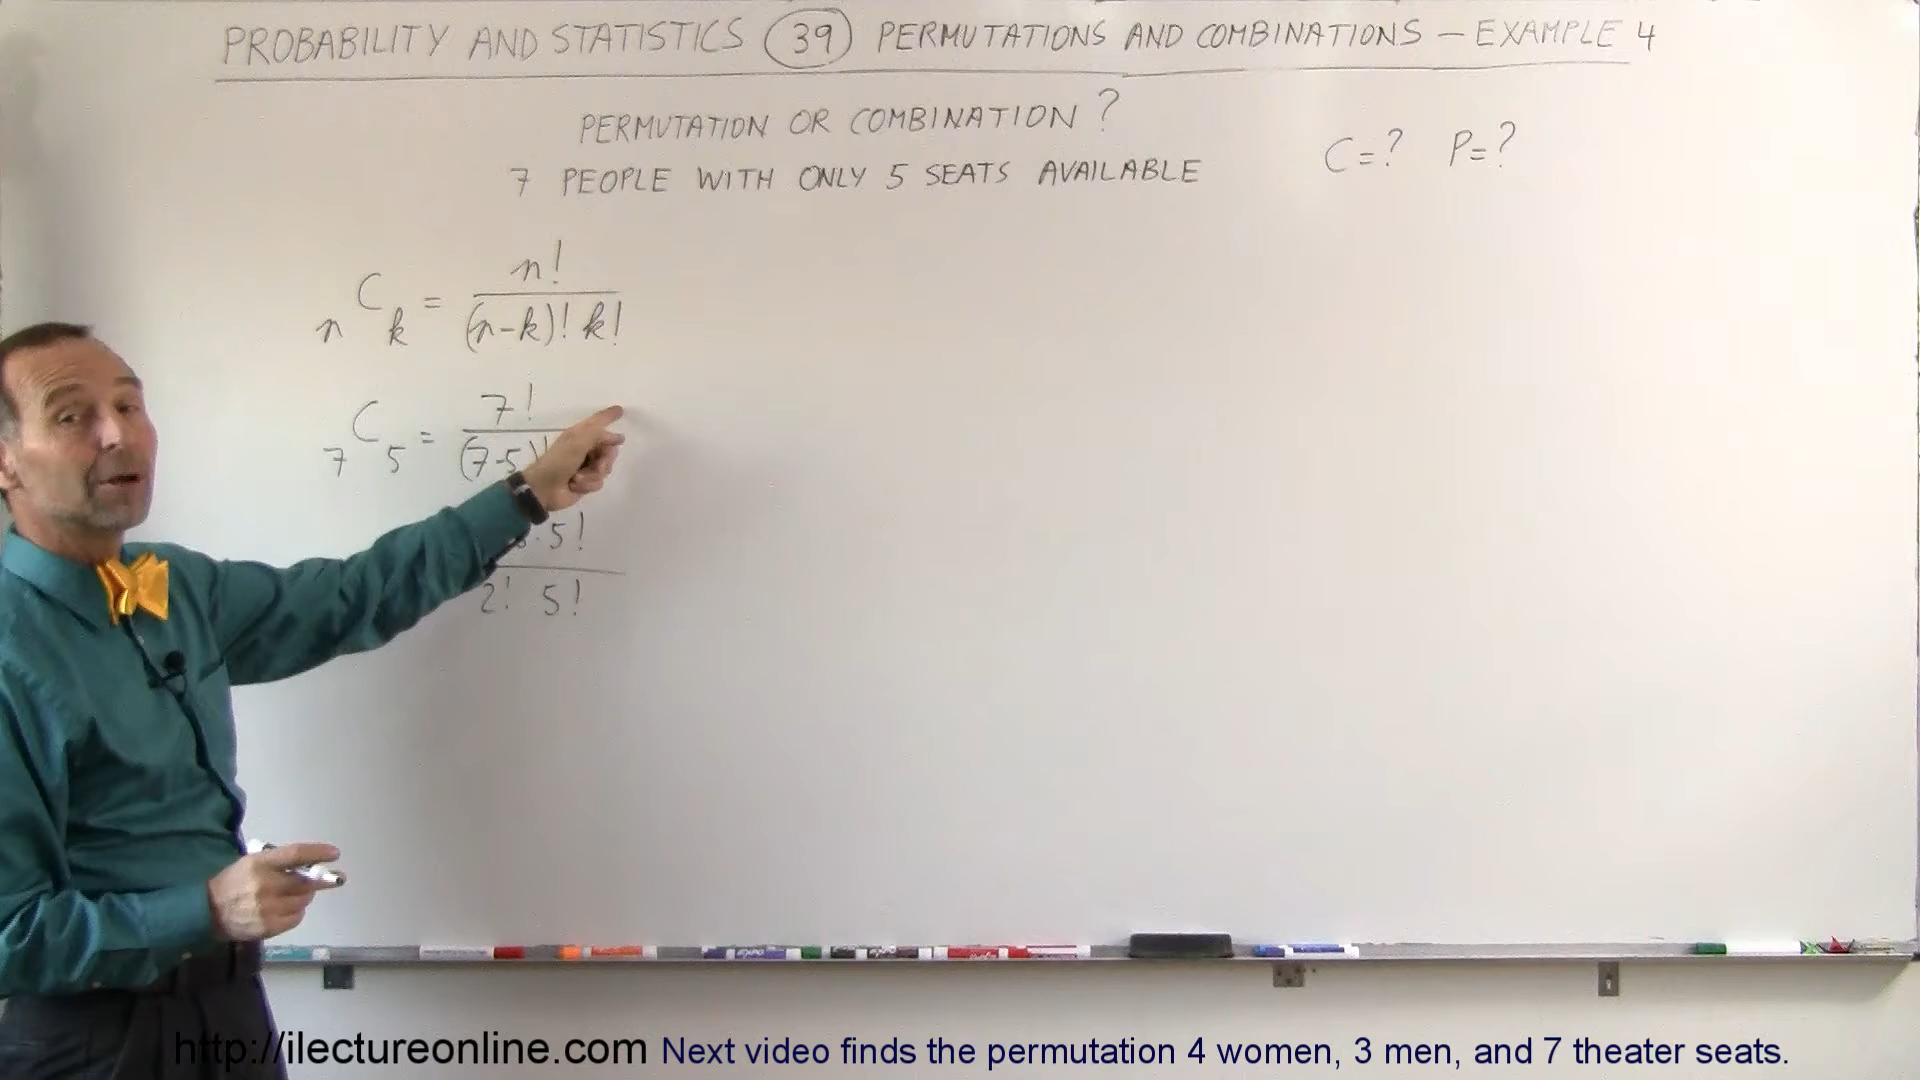 PROBABILITY AND STATISTICS 39 PERMUTATIONS AND COMBINATIONS – EXAMPLE 4
PERMUTATION OR COMBINATION?
7 PEOPLE WITH ONLY 5 SEATS AVAILABLE
C=? P=?
n C k = n! / (n-k)! k!
7 C 5 = 7! / (7-5)!
5! / 2! 5!
http://ilectureonline.com Next video finds the permutation 4 women, 3 men, and 7 theater seats.